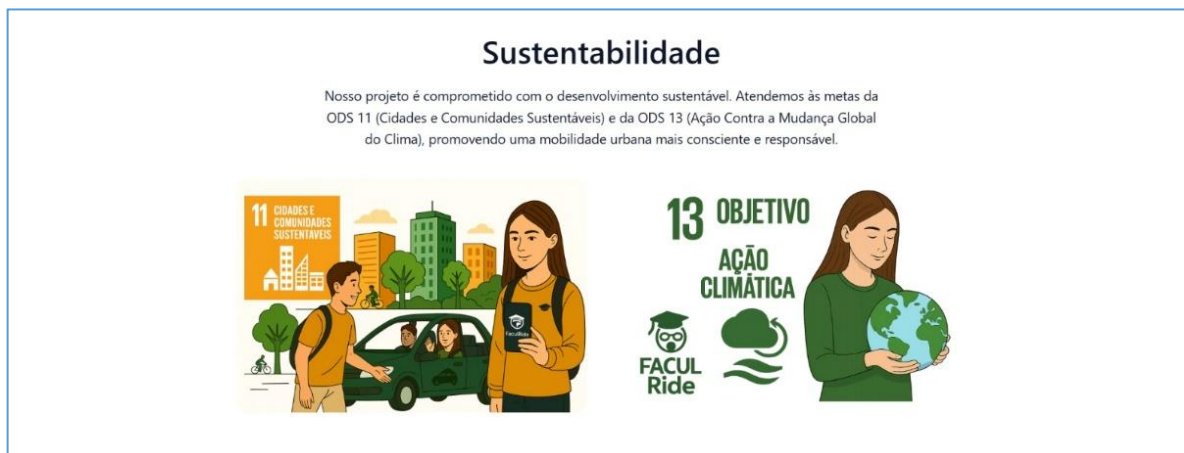 Sustentabilidade
Nosso projeto é comprometido com o desenvolvimento sustentável. Atendemos às metas da
ODS 11 (Cidades e Comunidades Sustentáveis) e da ODS 13 (Ação Contra a Mudança Global
do Clima), promovendo uma mobilidade urbana mais consciente e responsável.
11 CIDADES E
COMUNIDADES
SUSTENTÁVEIS
FaculRide
13 OBJETIVO
AÇÃO
CLIMÁTICA
FACUL
Ride